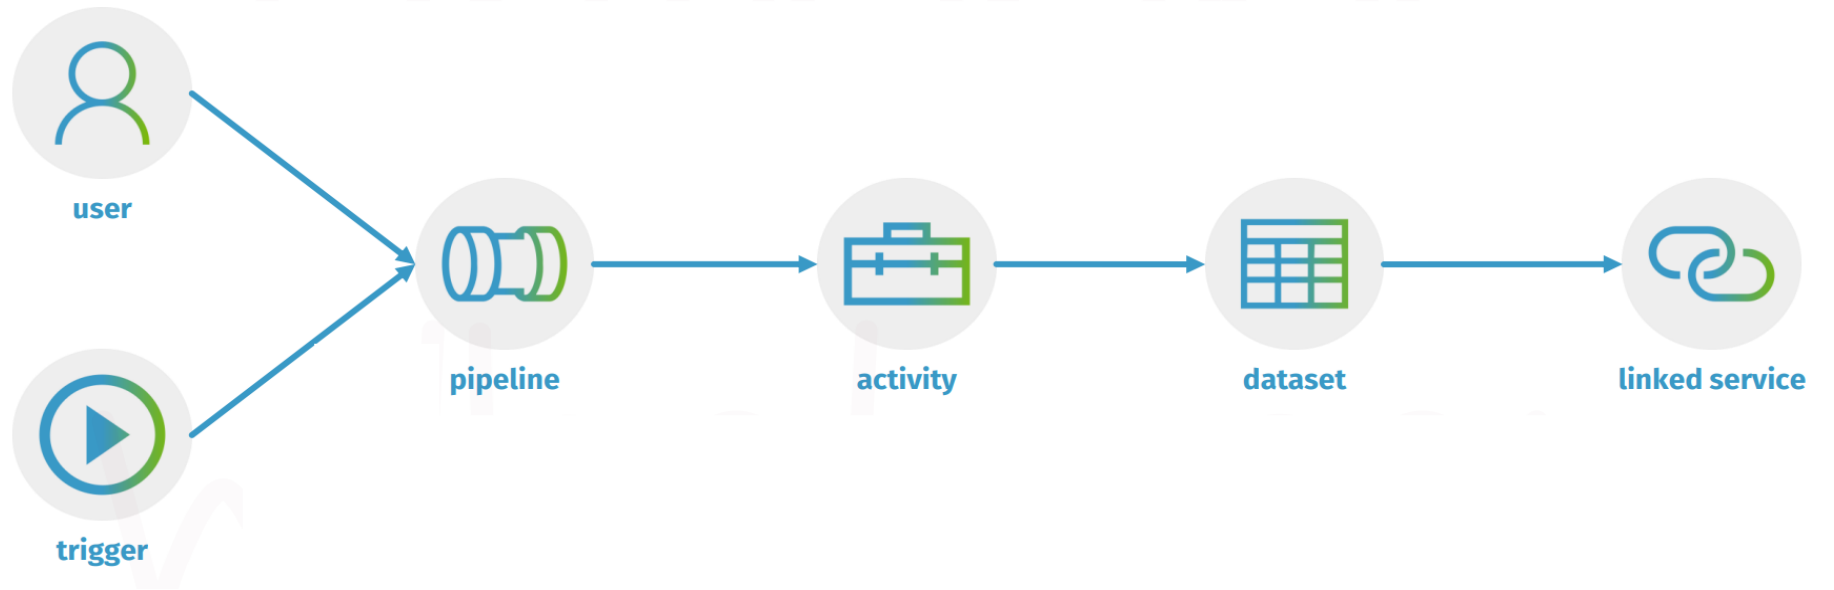 user
pipeline
activity
dataset
linked service
trigger